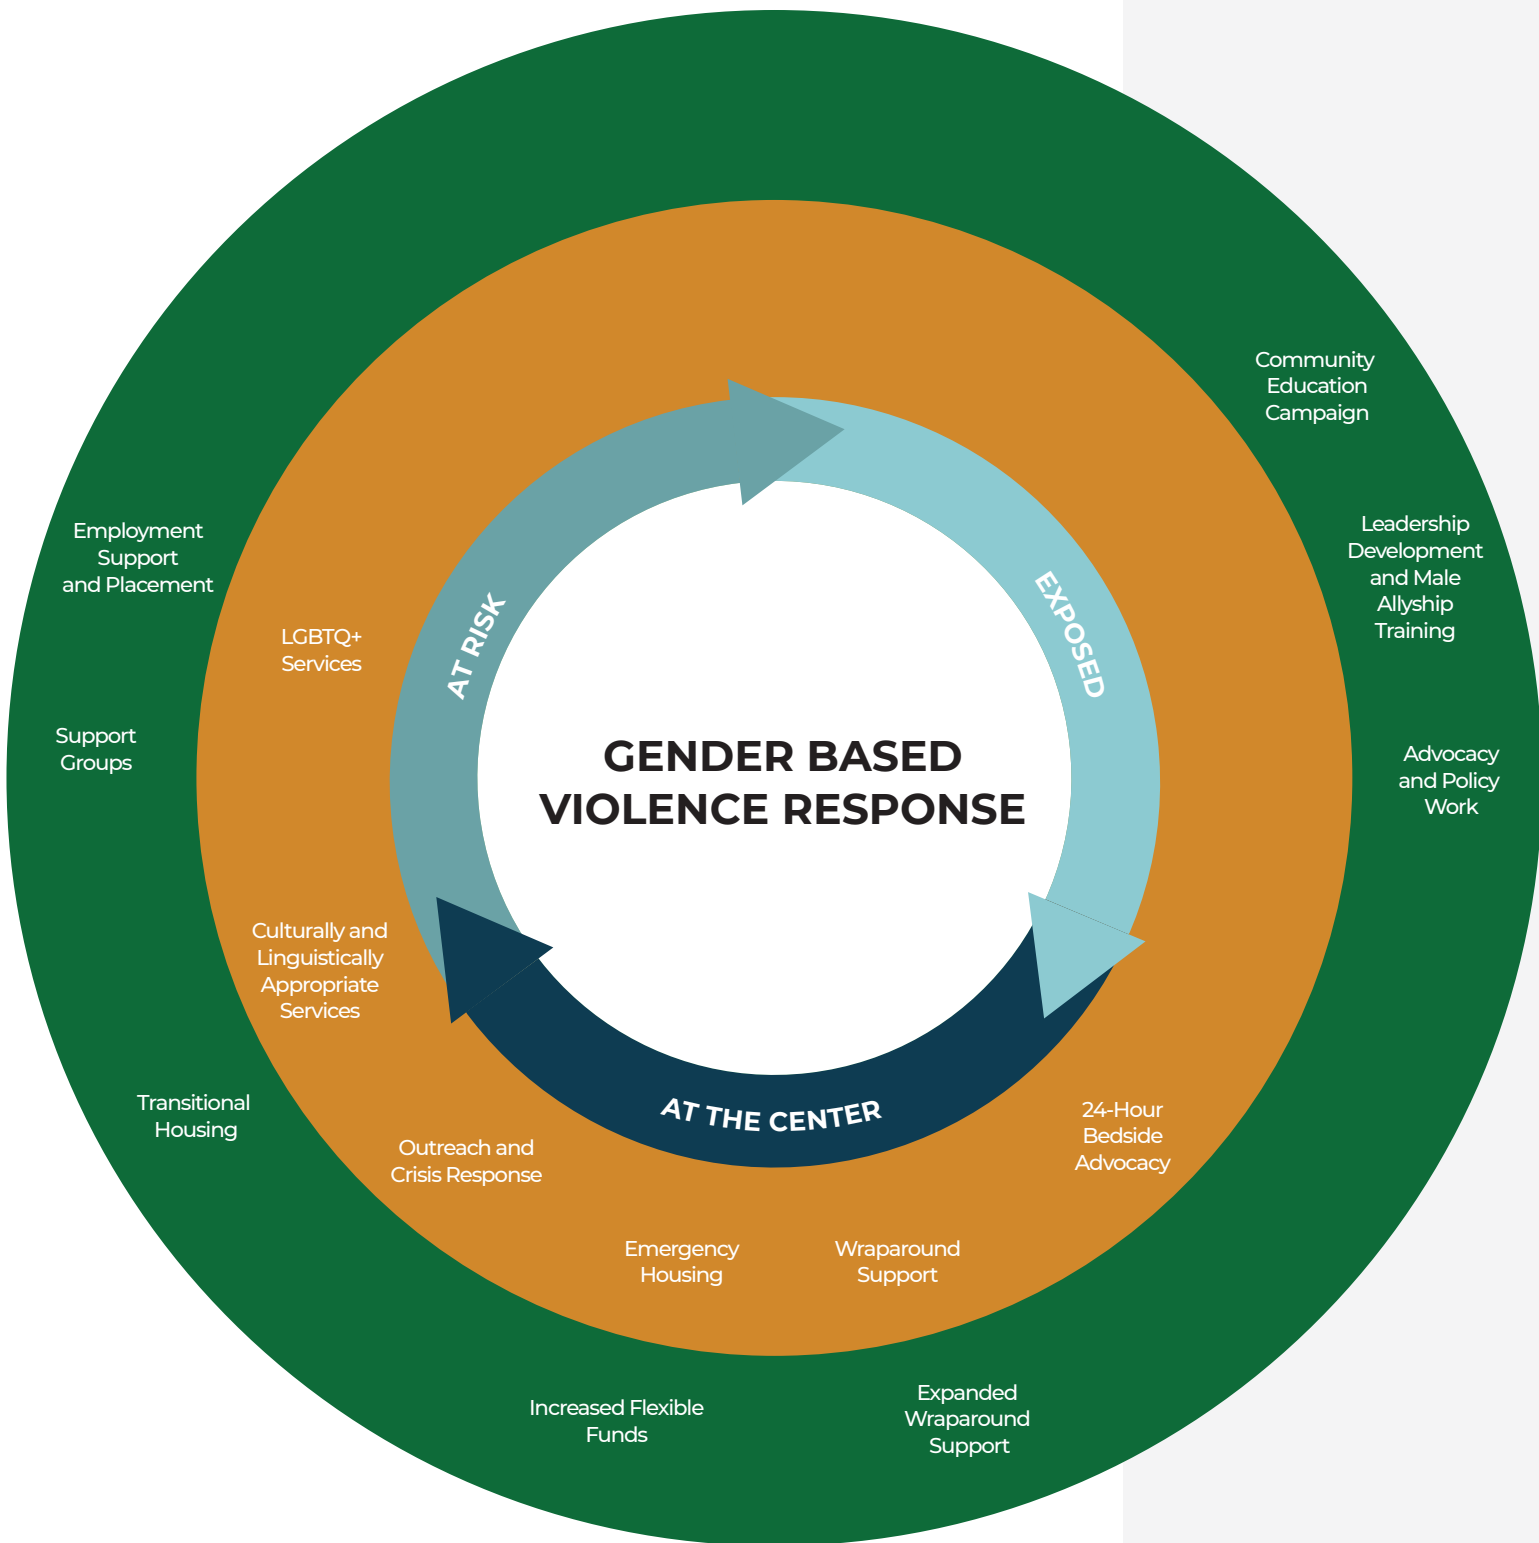 Community
Education
Campaign
Employment
Support
and Placement
Leadership
Development
and Male
Allyship
Training
LGBTQ+
Services
AT RISK
EXPOSED
Support
Groups
GENDER BASED
VIOLENCE RESPONSE
Advocacy
and Policy
Work
Culturally and
Linguistically
Appropriate
Services
Transitional
Housing
AT THE CENTER
24-Hour
Bedside
Advocacy
Outreach and
Crisis Response
Emergency
Housing
Wraparound
Support
Increased Flexible
Funds
Expanded
Wraparound
Support